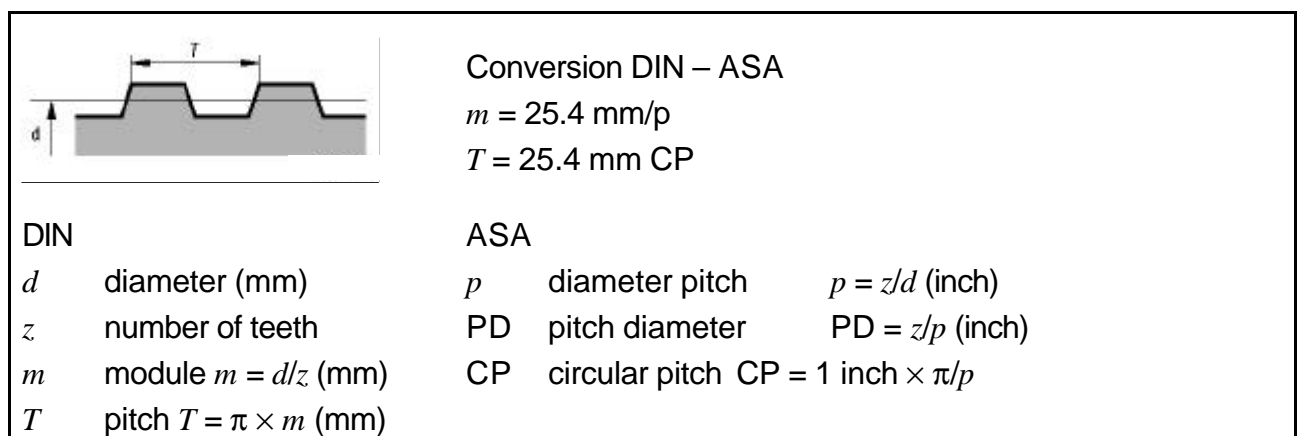 T
d
Conversion DIN – ASA
m = 25.4 mm/p
T = 25.4 mm CP
DIN
d diameter (mm)
z number of teeth
m module m = d/z (mm)
T pitch T = π × m (mm)
ASA
p diameter pitch p = z/d (inch)
PD pitch diameter PD = z/p (inch)
CP circular pitch CP = 1 inch × π/p